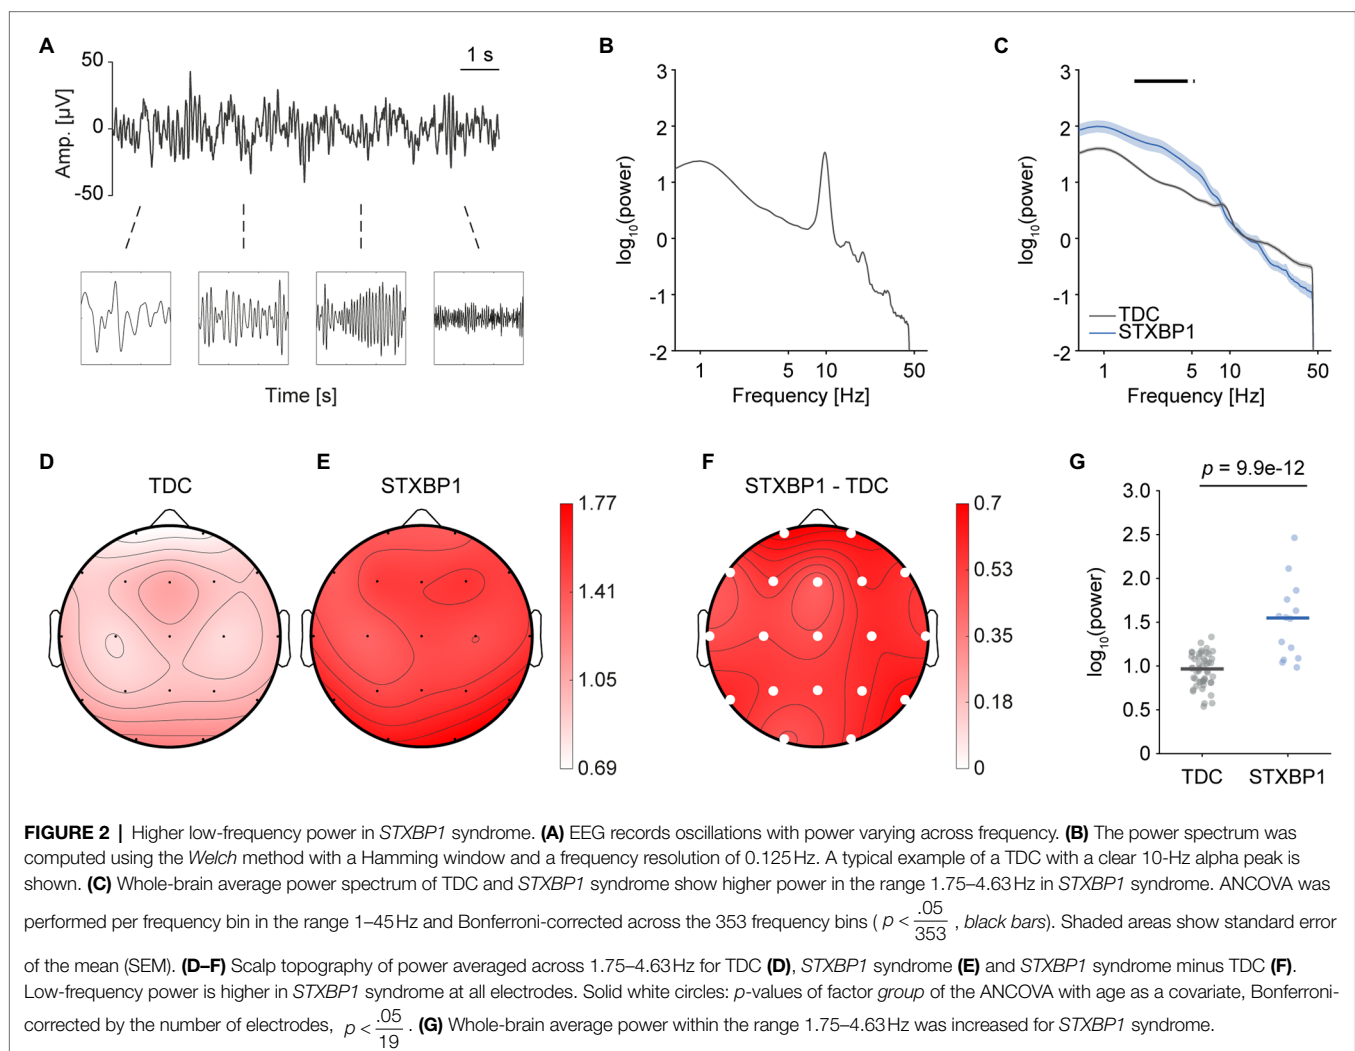 A
50
0
-50
Amp. [µV]
1 s
Time [s]
B
3
2
1
0
-1
-2
log10(power)
1 5 10 50
Frequency [Hz]
C
3
2
1
0
-1
-2
log10(power)
TDC
STXBP1
1 5 10 50
Frequency [Hz]
D
TDC
E
STXBP1
1.77
1.41
1.05
0.69
F
STXBP1 - TDC
0.7
0.53
0.35
0.18
0
G
p = 9.9e-12
3.0
2.5
2.0
1.5
1.0
0.5
0
log10(power)
TDC STXBP1
FIGURE 2 | Higher low-frequency power in STXBP1 syndrome. (A) EEG records oscillations with power varying across frequency. (B) The power spectrum was
computed using the Welch method with a Hamming window and a frequency resolution of 0.125 Hz. A typical example of a TDC with a clear 10-Hz alpha peak is
shown. (C) Whole-brain average power spectrum of TDC and STXBP1 syndrome show higher power in the range 1.75–4.63 Hz in STXBP1 syndrome. ANCOVA was
performed per frequency bin in the range 1–45 Hz and Bonferroni-corrected across the 353 frequency bins ( p < .05/353 , black bars). Shaded areas show standard error
of the mean (SEM). (D–F) Scalp topography of power averaged across 1.75–4.63 Hz for TDC (D), STXBP1 syndrome (E) and STXBP1 syndrome minus TDC (F).
Low-frequency power is higher in STXBP1 syndrome at all electrodes. Solid white circles: p-values of factor group of the ANCOVA with age as a covariate, Bonferroni-
corrected by the number of electrodes, p < .05/19 . (G) Whole-brain average power within the range 1.75–4.63 Hz was increased for STXBP1 syndrome.